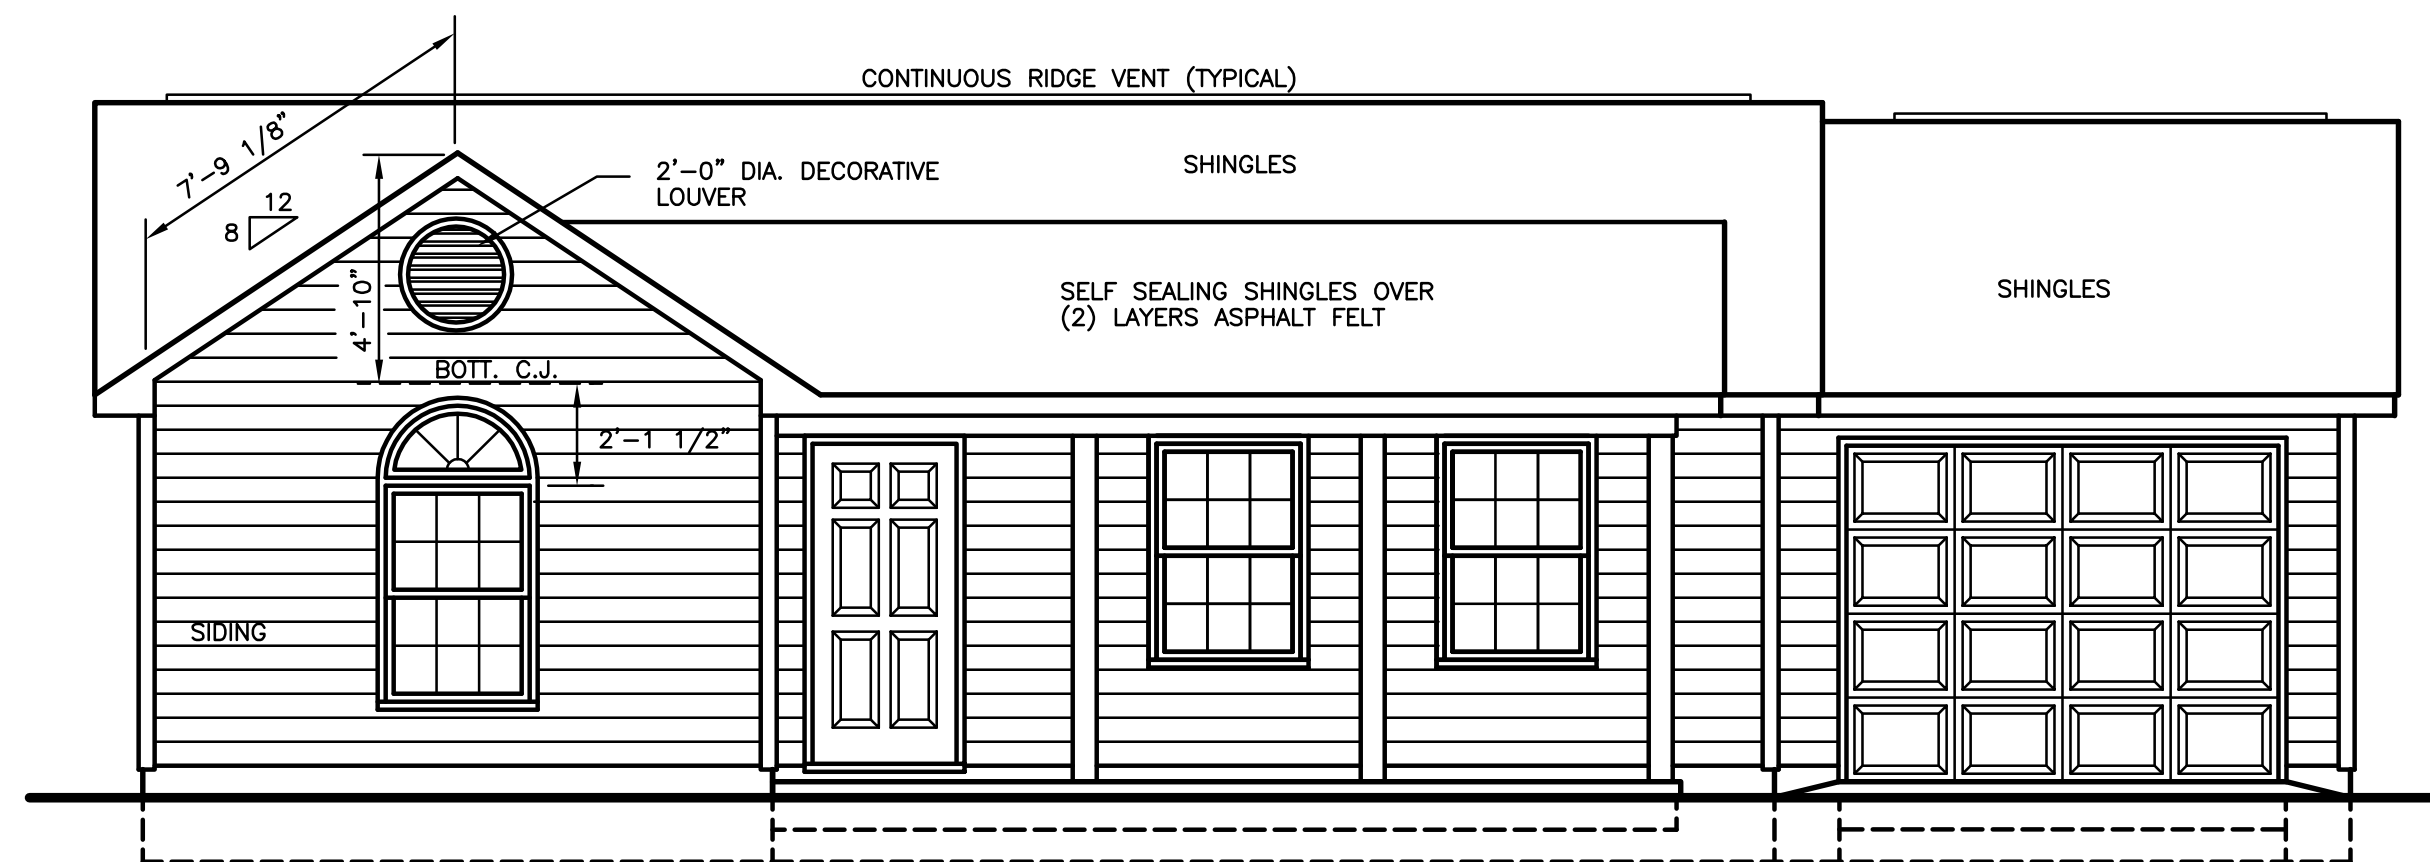 CONTINUOUS RIDGE VENT (TYPICAL)
7'-9 1/8"
2'-0" DIA. DECORATIVE
LOUVER
SHINGLES
12
8
4'-10"
SELF SEALING SHINGLES OVER
(2) LAYERS ASPHALT FELT
SHINGLES
BOTT. C.J.
2'-1 1/2"
SIDING